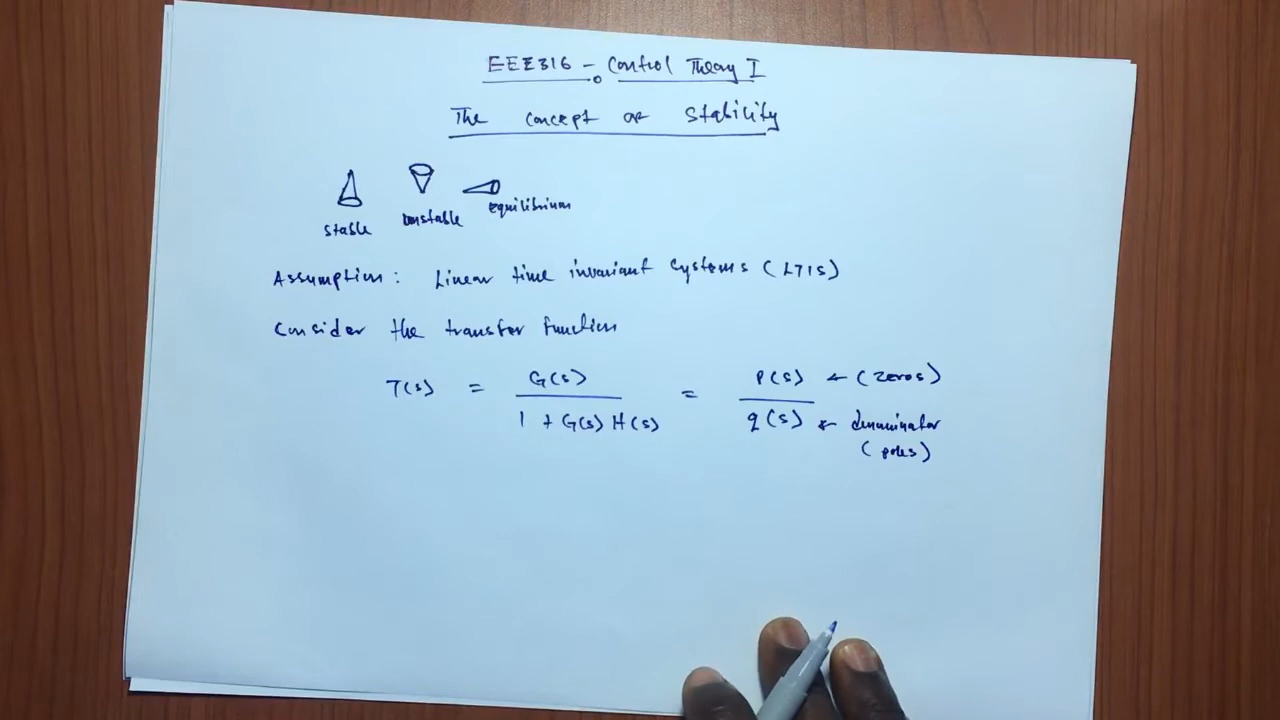 EEE316 - Control Theory I
The concept of stability
stable unstable equilibrium
Assumption: Linear time invariant systems (LTIS)
Consider the transfer function
T(s) = G(s) / 1 + G(s) H(s) = P(s) / q(s)
← (zeros)
← denominator
(poles)